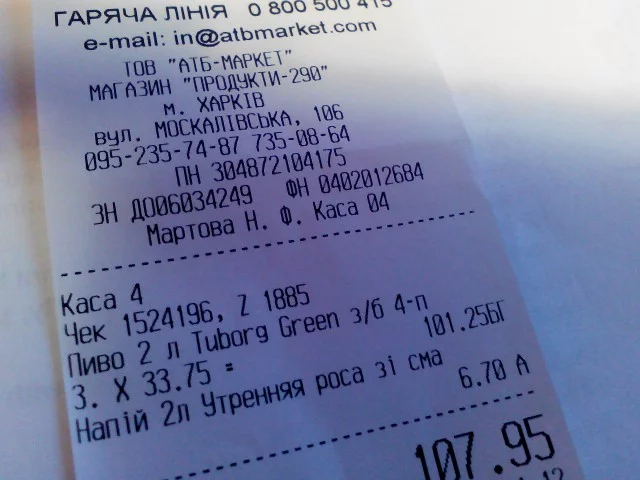 ГАРЯЧА ЛІНІЯ 0 800 500 415
e-mail: in@atbmarket.com
ТОВ "АТБ-МАРКЕТ"
МАГАЗИН "ПРОДУКТИ-290"
м. ХАРКІВ
вул. МОСКАЛІВСЬКА, 106
095-235-74-87 735-08-64
ПН 304872104175
ЗН ДО06034249 ФН 0402012684
Мартова Н. Ф. Каса 04
Каса 4
Чек 1524196, Z 1885
Пиво 2 л Tuborg Green з/б 4-п
3. X 33.75 = 101.25БГ
Напій 2л Утренняя роса зі сма
6.70 А
107.95